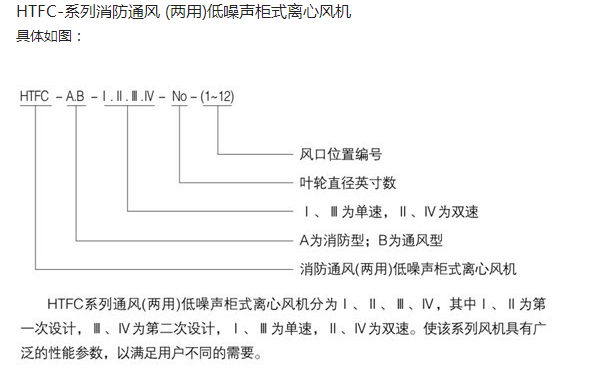 HTFC-系列消防通风 (两用)低噪声柜式离心风机
具体如图：
HTFC - A.B - Ⅰ.Ⅱ.Ⅲ.Ⅳ - No - (1~12)
风口位置编号
叶轮直径英寸数
Ⅰ、Ⅲ为单速，Ⅱ、Ⅳ为双速
A为消防型；B为通风型
消防通风(两用)低噪声柜式离心风机
HTFC系列通风(两用)低噪声柜式离心风机分为Ⅰ、Ⅱ、Ⅲ、Ⅳ，其中Ⅰ、Ⅱ为第
一次设计，Ⅲ、Ⅳ为第二次设计，Ⅰ、Ⅲ为单速，Ⅱ、Ⅳ为双速。使该系列风机具有广
泛的性能参数，以满足用户不同的需要。